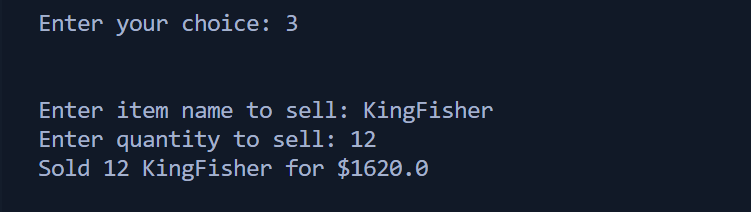 Enter your choice: 3
Enter item name to sell: KingFisher
Enter quantity to sell: 12
Sold 12 KingFisher for $1620.0